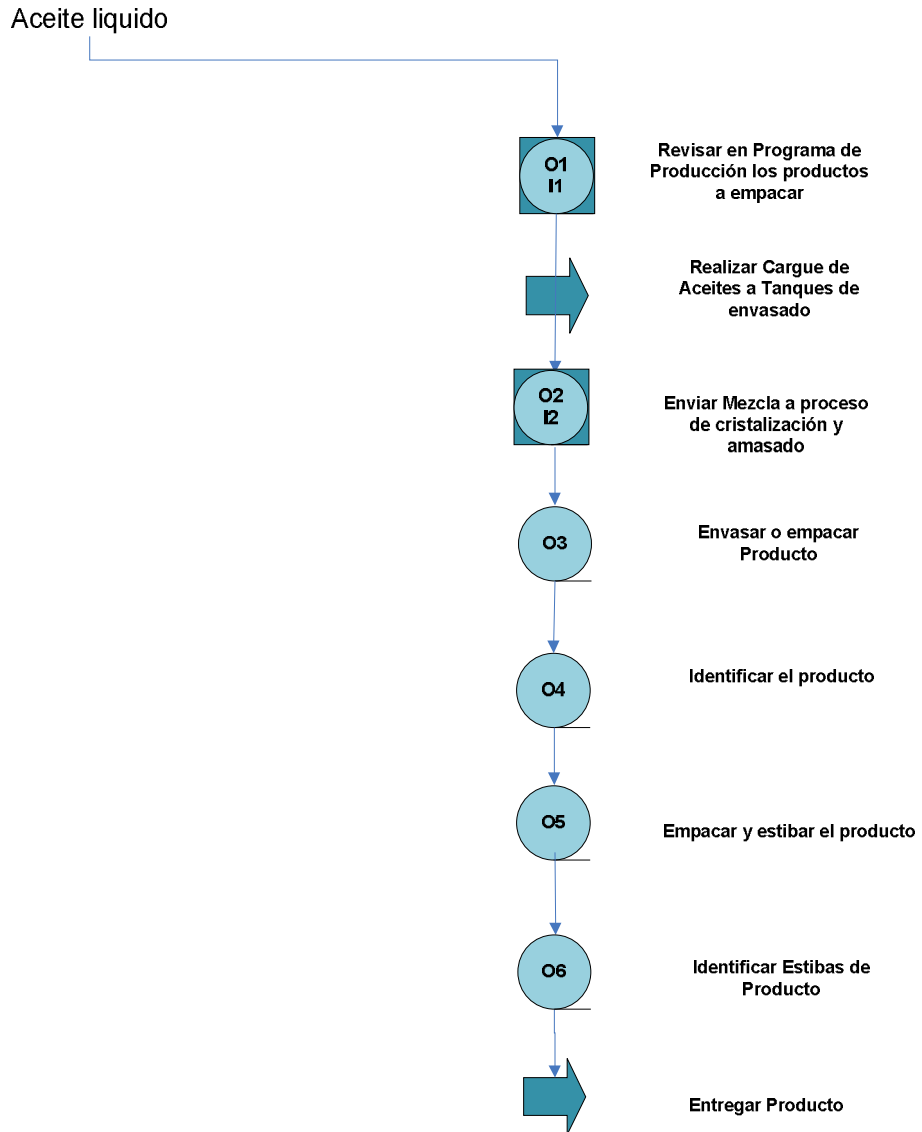 Aceite liquido
O1
I1
Revisar en Programa de
Producción los productos
a empacar
Realizar Cargue de
Aceites a Tanques de
envasado
O2
I2
Enviar Mezcla a proceso
de cristalización y
amasado
O3
Envasar o empacar
Producto
O4
Identificar el producto
O5
Empacar y estibar el producto
O6
Identificar Estibas de
Producto
Entregar Producto